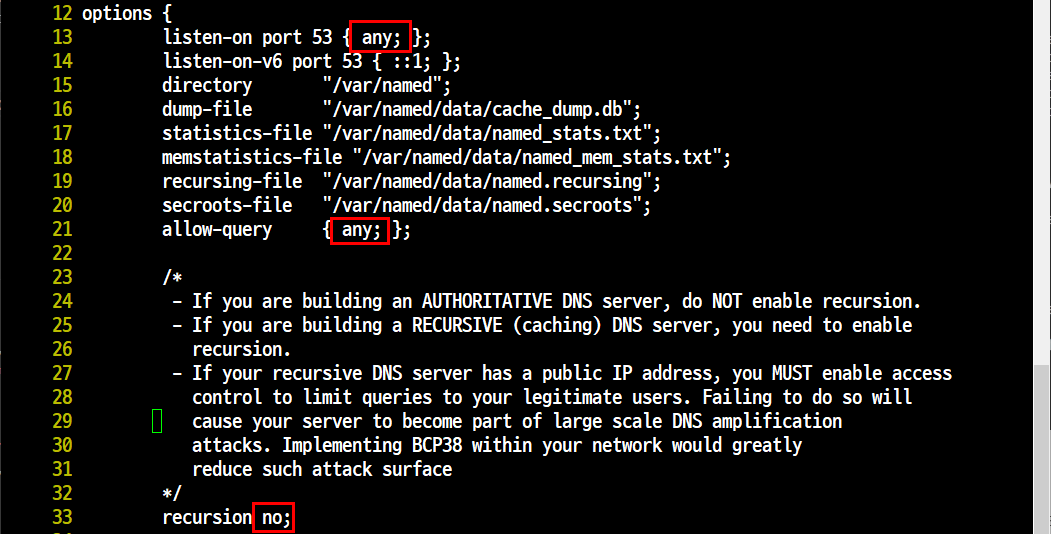 12 options {
13         listen-on port 53 { any; };
14         listen-on-v6 port 53 { ::1; };
15         directory       "/var/named";
16         dump-file       "/var/named/data/cache_dump.db";
17         statistics-file "/var/named/data/named_stats.txt";
18         memstatistics-file "/var/named/data/named_mem_stats.txt";
19         recursing-file  "/var/named/data/named.recursing";
20         secroots-file   "/var/named/data/named.secroots";
21         allow-query     { any; };
22
23         /*
24          - If you are building an AUTHORITATIVE DNS server, do NOT enable recursion.
25          - If you are building a RECURSIVE (caching) DNS server, you need to enable
26            recursion.
27          - If your recursive DNS server has a public IP address, you MUST enable access
28            control to limit queries to your legitimate users. Failing to do so will
29            cause your server to become part of large scale DNS amplification
30            attacks. Implementing BCP38 within your network would greatly
31            reduce such attack surface
32         */
33         recursion no;